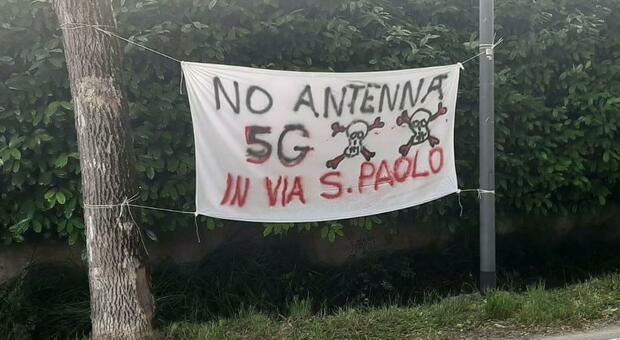 NO ANTENNA
5G
IN VIA S. PAOLO